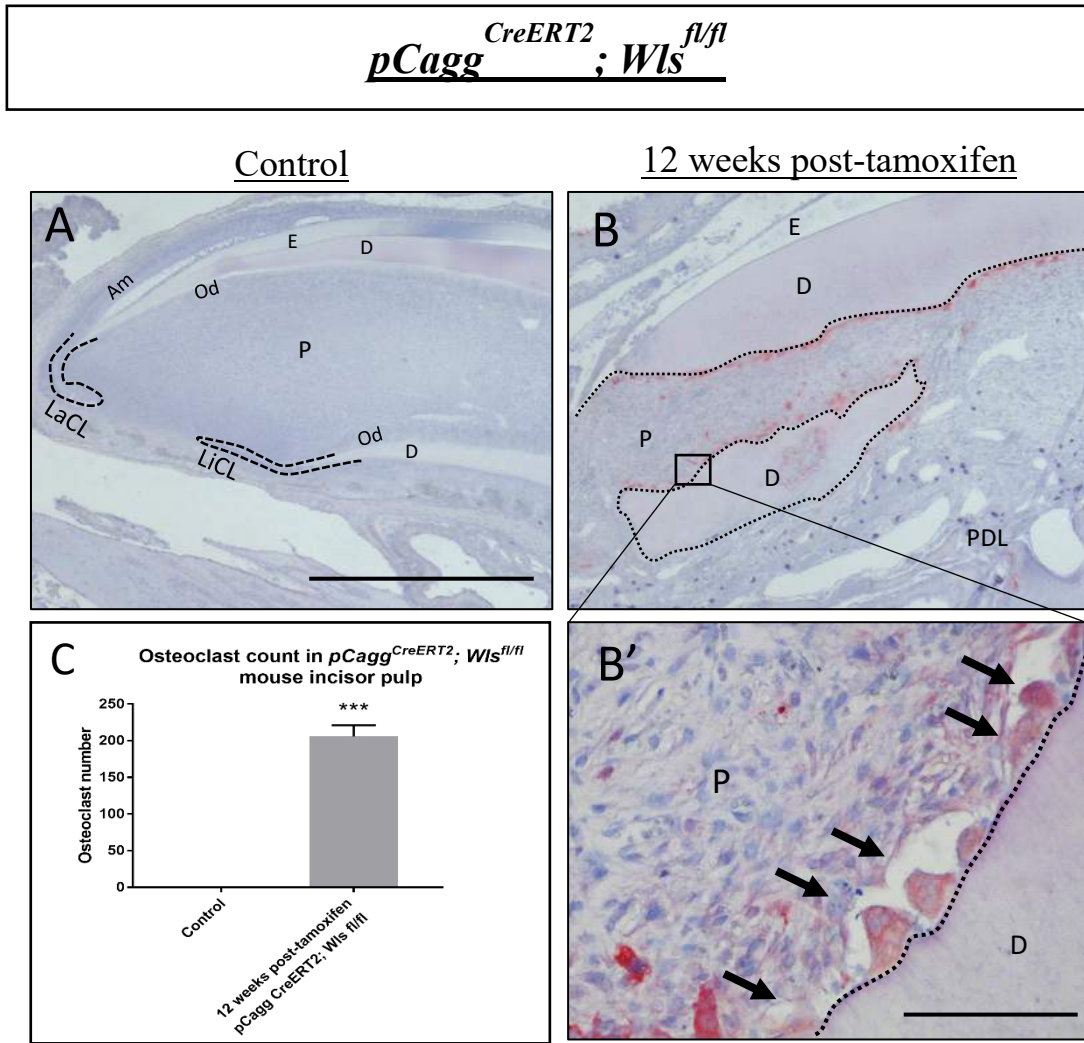 pCagg^CreERT2; Wls^fl/fl
Control
12 weeks post-tamoxifen
A
E
D
Am
Od
P
LaCL
LiCL
Od
D
B
E
D
P
D
PDL
C
Osteoclast count in pCagg^CreERT2; Wls^fl/fl
mouse incisor pulp
***
Osteoclast number
250
200
150
100
50
0
Control
12 weeks post-tamoxifen
pCagg CreERT2; Wls fl/fl
B’
P
D